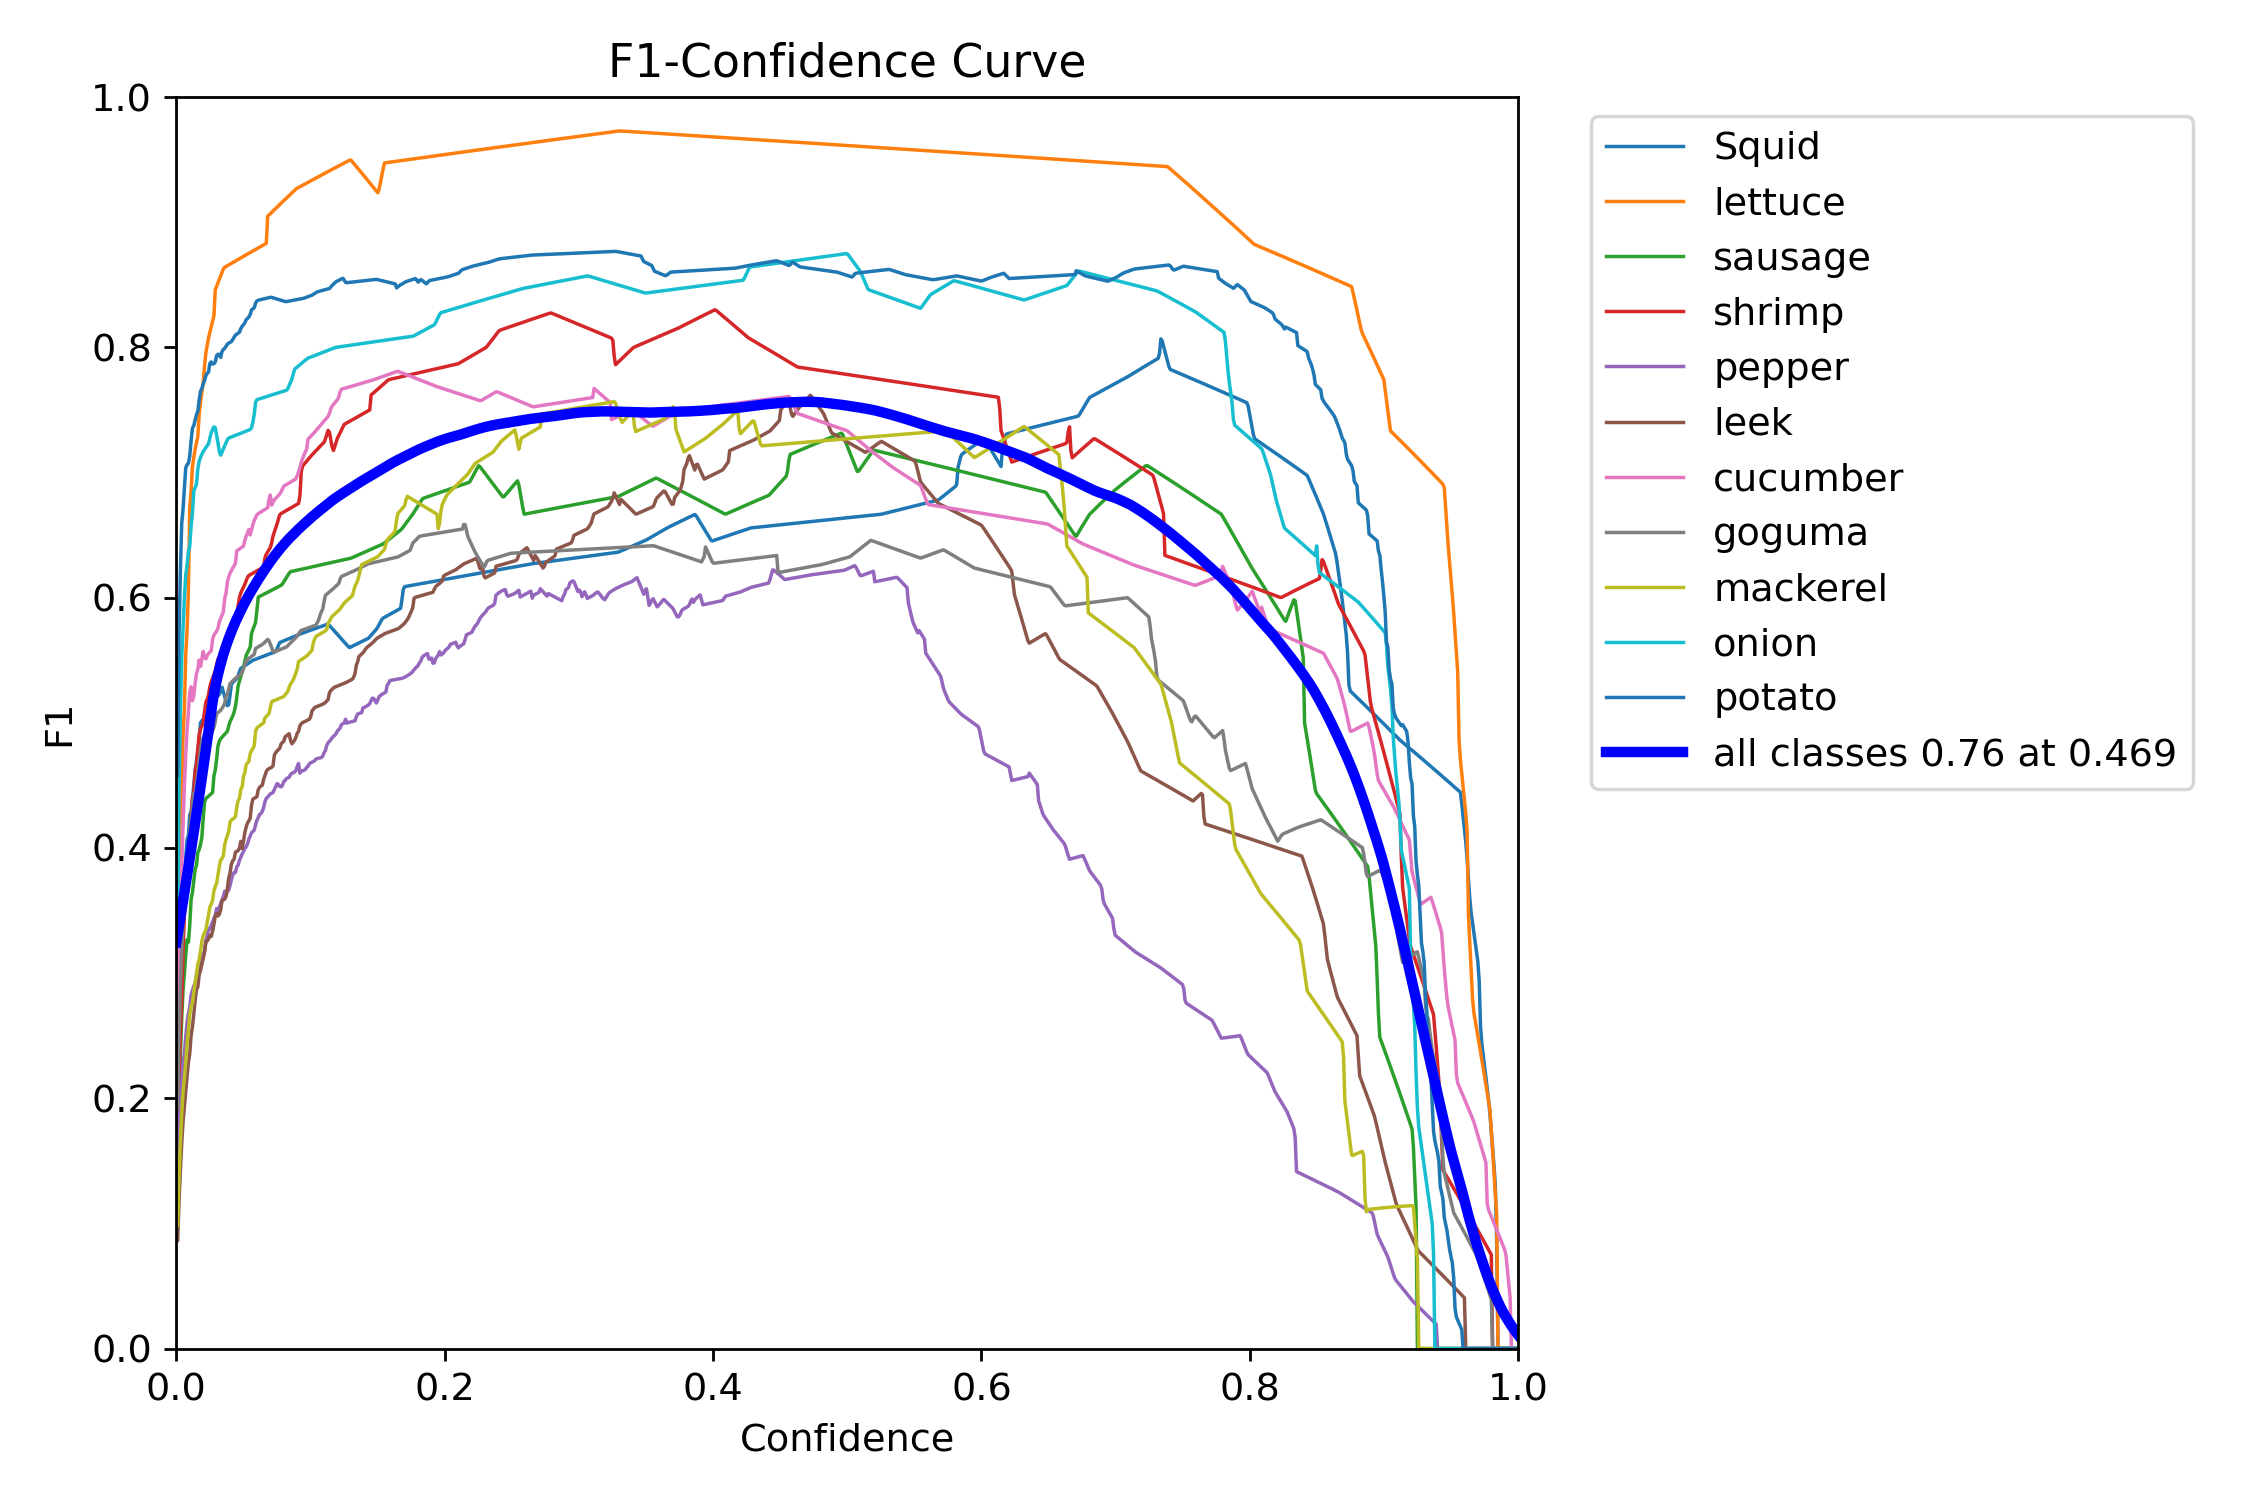 F1-Confidence Curve
1.0
0.8
0.6
0.4
0.2
0.0
F1
0.0 0.2 0.4 0.6 0.8 1.0
Confidence
Squid
lettuce
sausage
shrimp
pepper
leek
cucumber
goguma
mackerel
onion
potato
all classes 0.76 at 0.469